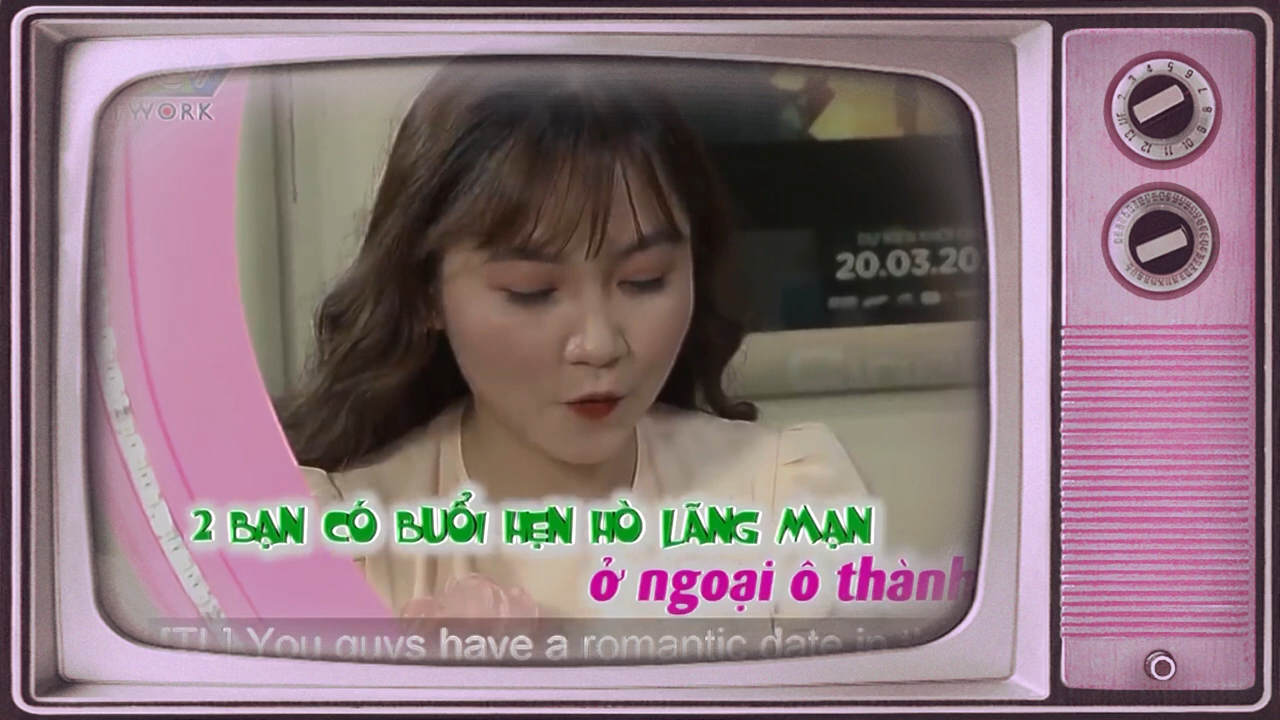 WORK
20.03.20
2 BẠN CÓ BUỔI HẸN HÒ LÃNG MẠN
ở ngoại ô thành
[TL] You guys have a romantic date in